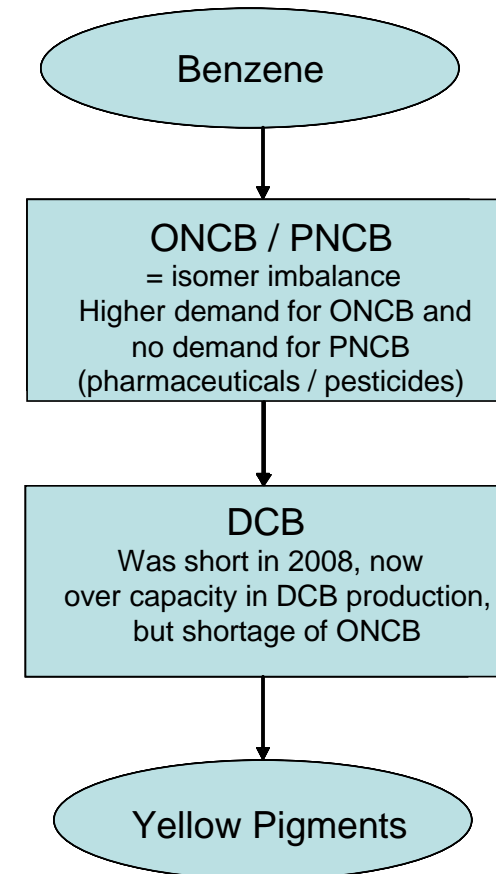 Benzene
ONCB / PNCB
= isomer imbalance
Higher demand for ONCB and
no demand for PNCB
(pharmaceuticals / pesticides)
DCB
Was short in 2008, now
over capacity in DCB production,
but shortage of ONCB
Yellow Pigments